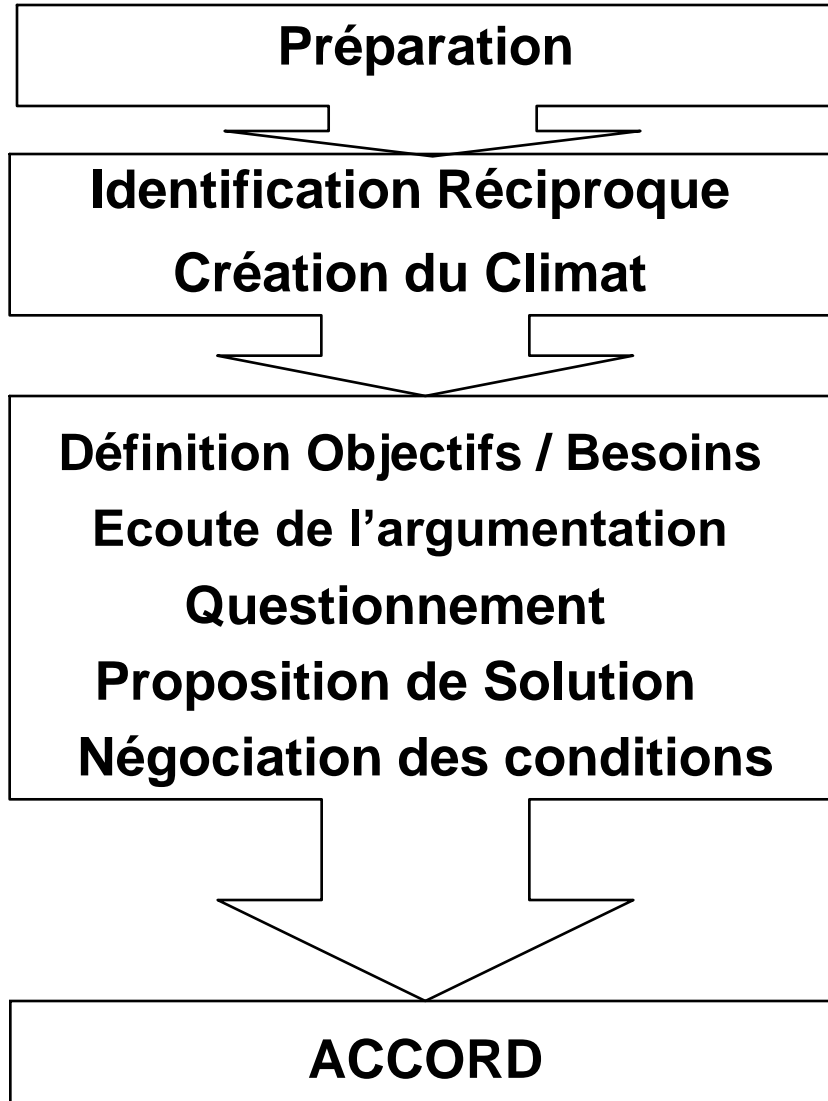 Préparation
Identification Réciproque
Création du Climat
Définition Objectifs / Besoins
Ecoute de l’argumentation
Questionnement
Proposition de Solution
Négociation des conditions
ACCORD